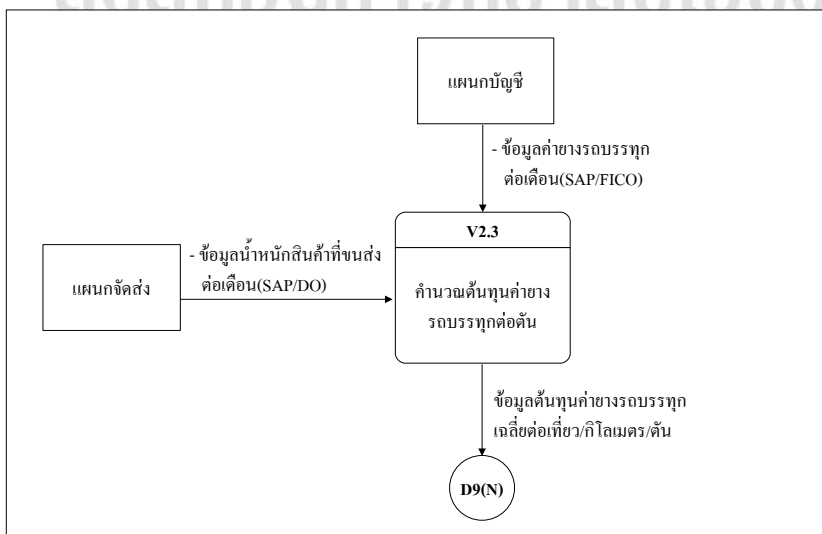 แผนกบัญชี
- ข้อมูลค่ายางรถบรรทุก
ต่อเดือน(SAP/FICO)
V2.3
แผนกจัดส่ง
- ข้อมูลน้ำหนักสินค้าที่ขนส่ง
ต่อเดือน(SAP/DO)
คำนวณต้นทุนค่ายาง
รถบรรทุกต่อตัน
ข้อมูลต้นทุนค่ายางรถบรรทุก
เฉลี่ยต่อเที่ยว/กิโลเมตร/ตัน
D9(N)